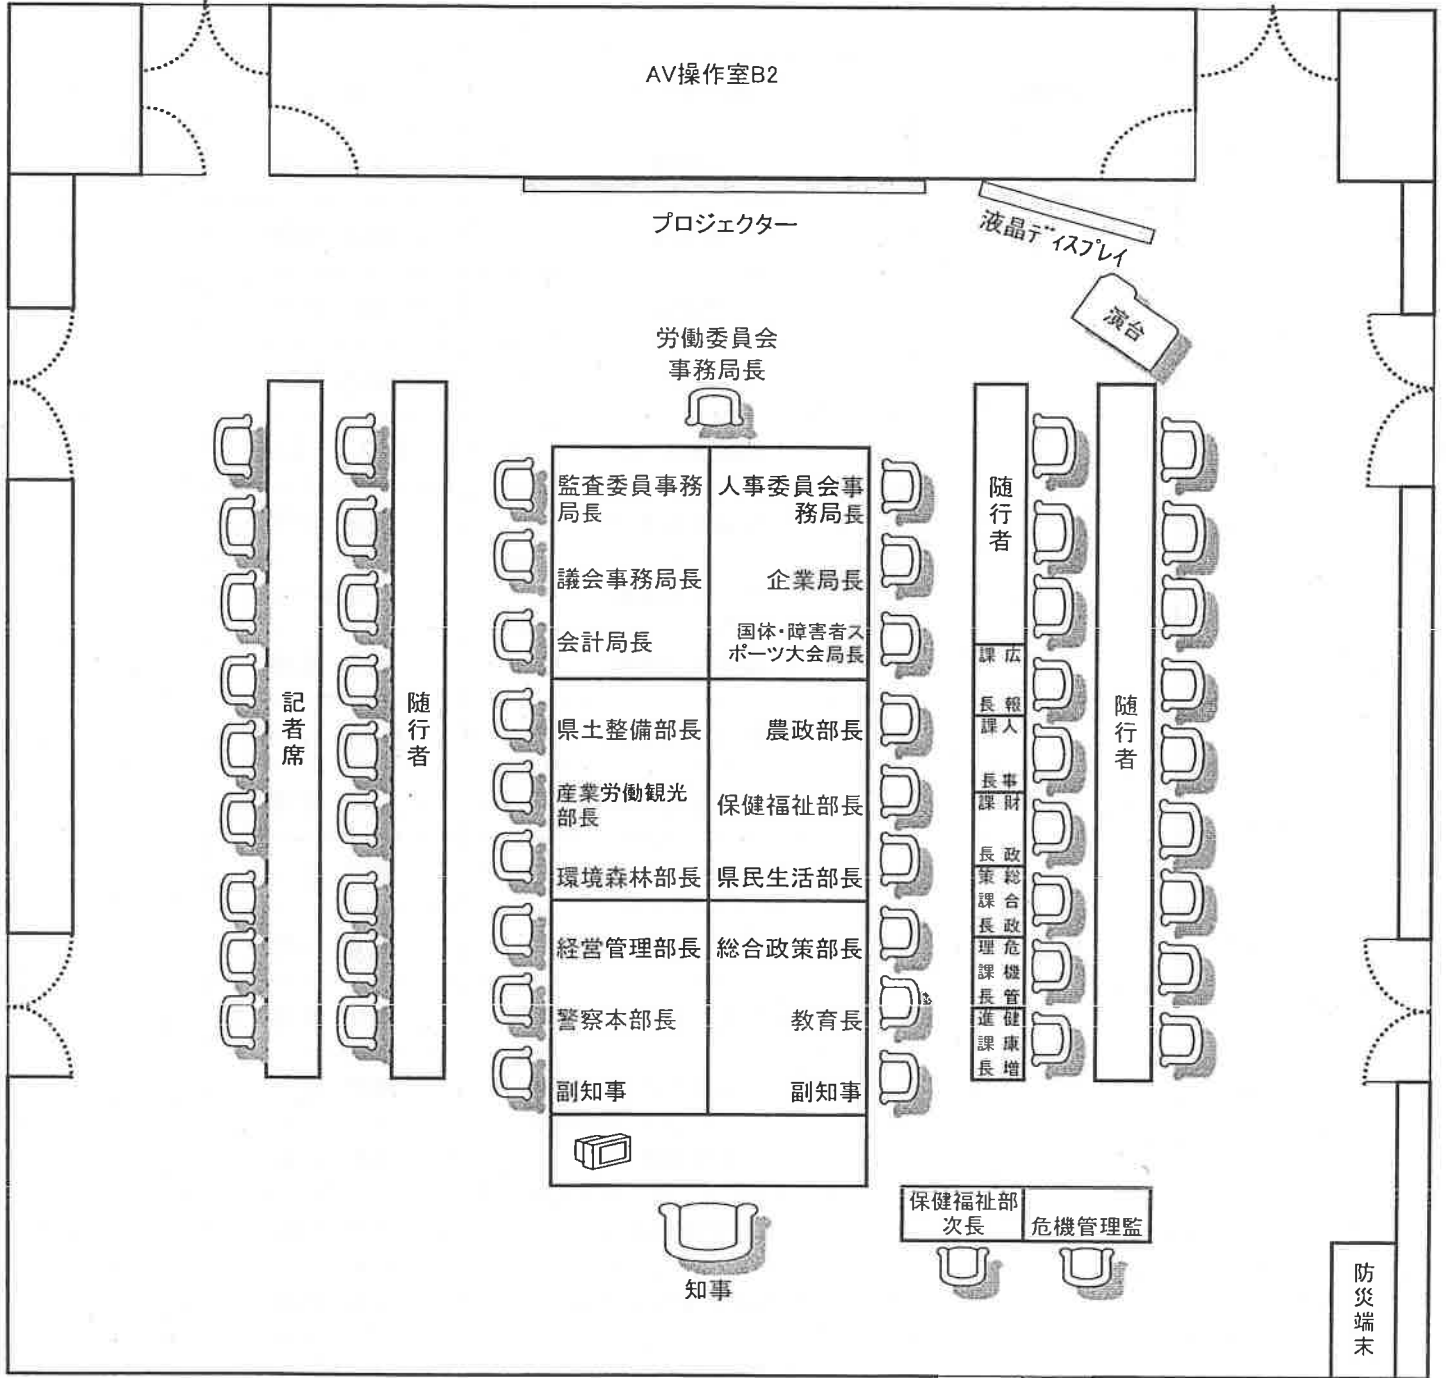 AV操作室B2
プロジェクター
液晶ディスプレイ
演台
労働委員会
事務局長
監査委員事務
局長
人事委員会事
務局長
議会事務局長
企業局長
会計局長
国体・障害者ス
ポーツ大会局長
県土整備部長
農政部長
産業労働観光
部長
保健福祉部長
環境森林部長
県民生活部長
経営管理部長
総合政策部長
警察本部長
教育長
副知事
副知事
知事
記者席
随行者
随行者
広報
課長
人事
課長
財政
課長
総合政
策課長
危機管
理課長
健康増
進課長
随行者
保健福祉部
次長
危機管理監
防災端末